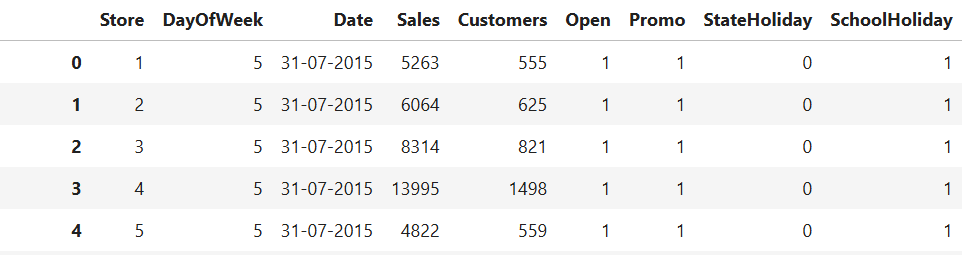 Store DayOfWeek Date Sales Customers Open Promo StateHoliday SchoolHoliday
0 1 5 31-07-2015 5263 555 1 1 0 1
1 2 5 31-07-2015 6064 625 1 1 0 1
2 3 5 31-07-2015 8314 821 1 1 0 1
3 4 5 31-07-2015 13995 1498 1 1 0 1
4 5 5 31-07-2015 4822 559 1 1 0 1